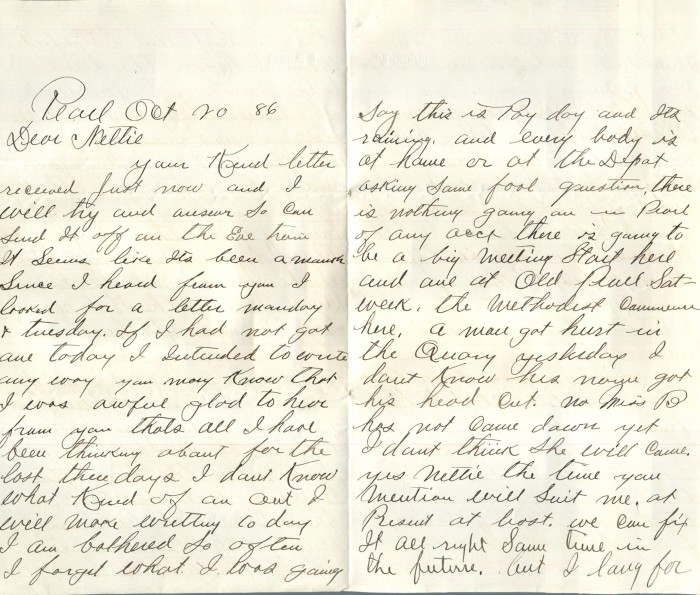 Pearl Oct 20 86
Dear Nettie
your Kind letter
received Just now and I
will try and answr So can
Send It off on the Eve train
It Seems like Its been a month
Since I heard from you I
looked for a letter monday
& tuesday. If I had not got
one today I Intended to write
any way you may Know that
I was awful glad to hear
from you thats all I have
been thinking about for the
last three days I dont Know
what Kind of an out I
will make writting to day
I am bothered So often
I forget what I was going
Say this is Pay day and Its
raining. and every body is
at home or at the Depot
asking Some fool question, there
is nothing going on in Pearl
of any acct there is going to
be a big meeting Start here
and one at Old Pearl Sat-
week. the Methodist Commence
here. a man got hurt in
the Quary yesterday I
dont Know his name got
his head Cut. no Miss B
has not Came down yet
I dont think She will Come.
yes Nettie the time you
Mention will Suit me. at
Present at least. we can fix
It all right Some time in
the future. but I long for